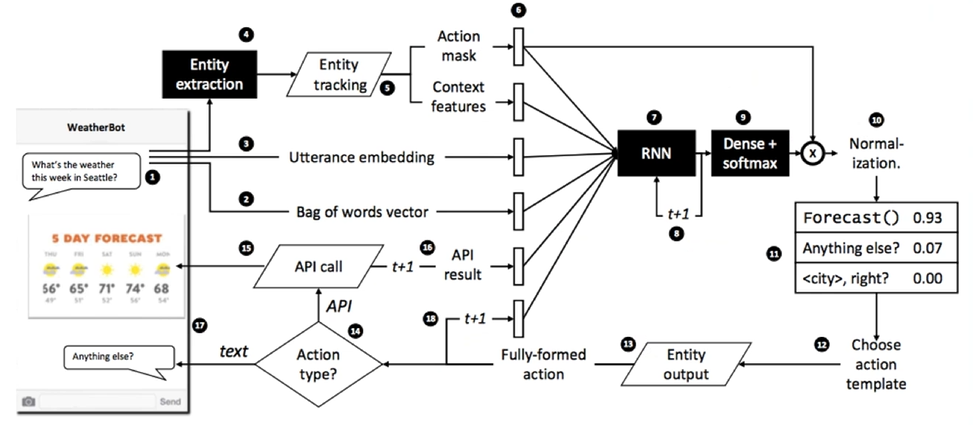 WeatherBot
What's the weather
this week in Seattle?
1
5 DAY FORECAST
THU FRI SAT SUN MON
56° 65° 71° 74° 68
49° 51° 52° 56° 54°
Anything else?
Send
4
Entity
extraction
Entity
tracking
5
Action
mask
Context
features
6
3
Utterance embedding
2
Bag of words vector
15
API call
t+1
16
API
result
API
18
t+1
17
text
14
Action
type?
Fully-formed
action
13
Entity
output
12
Choose
action
template
7
RNN
t+1
8
9
Dense +
softmax
X
10
Normal-
ization.
11
Forecast() 0.93
Anything else? 0.07
<city>, right? 0.00